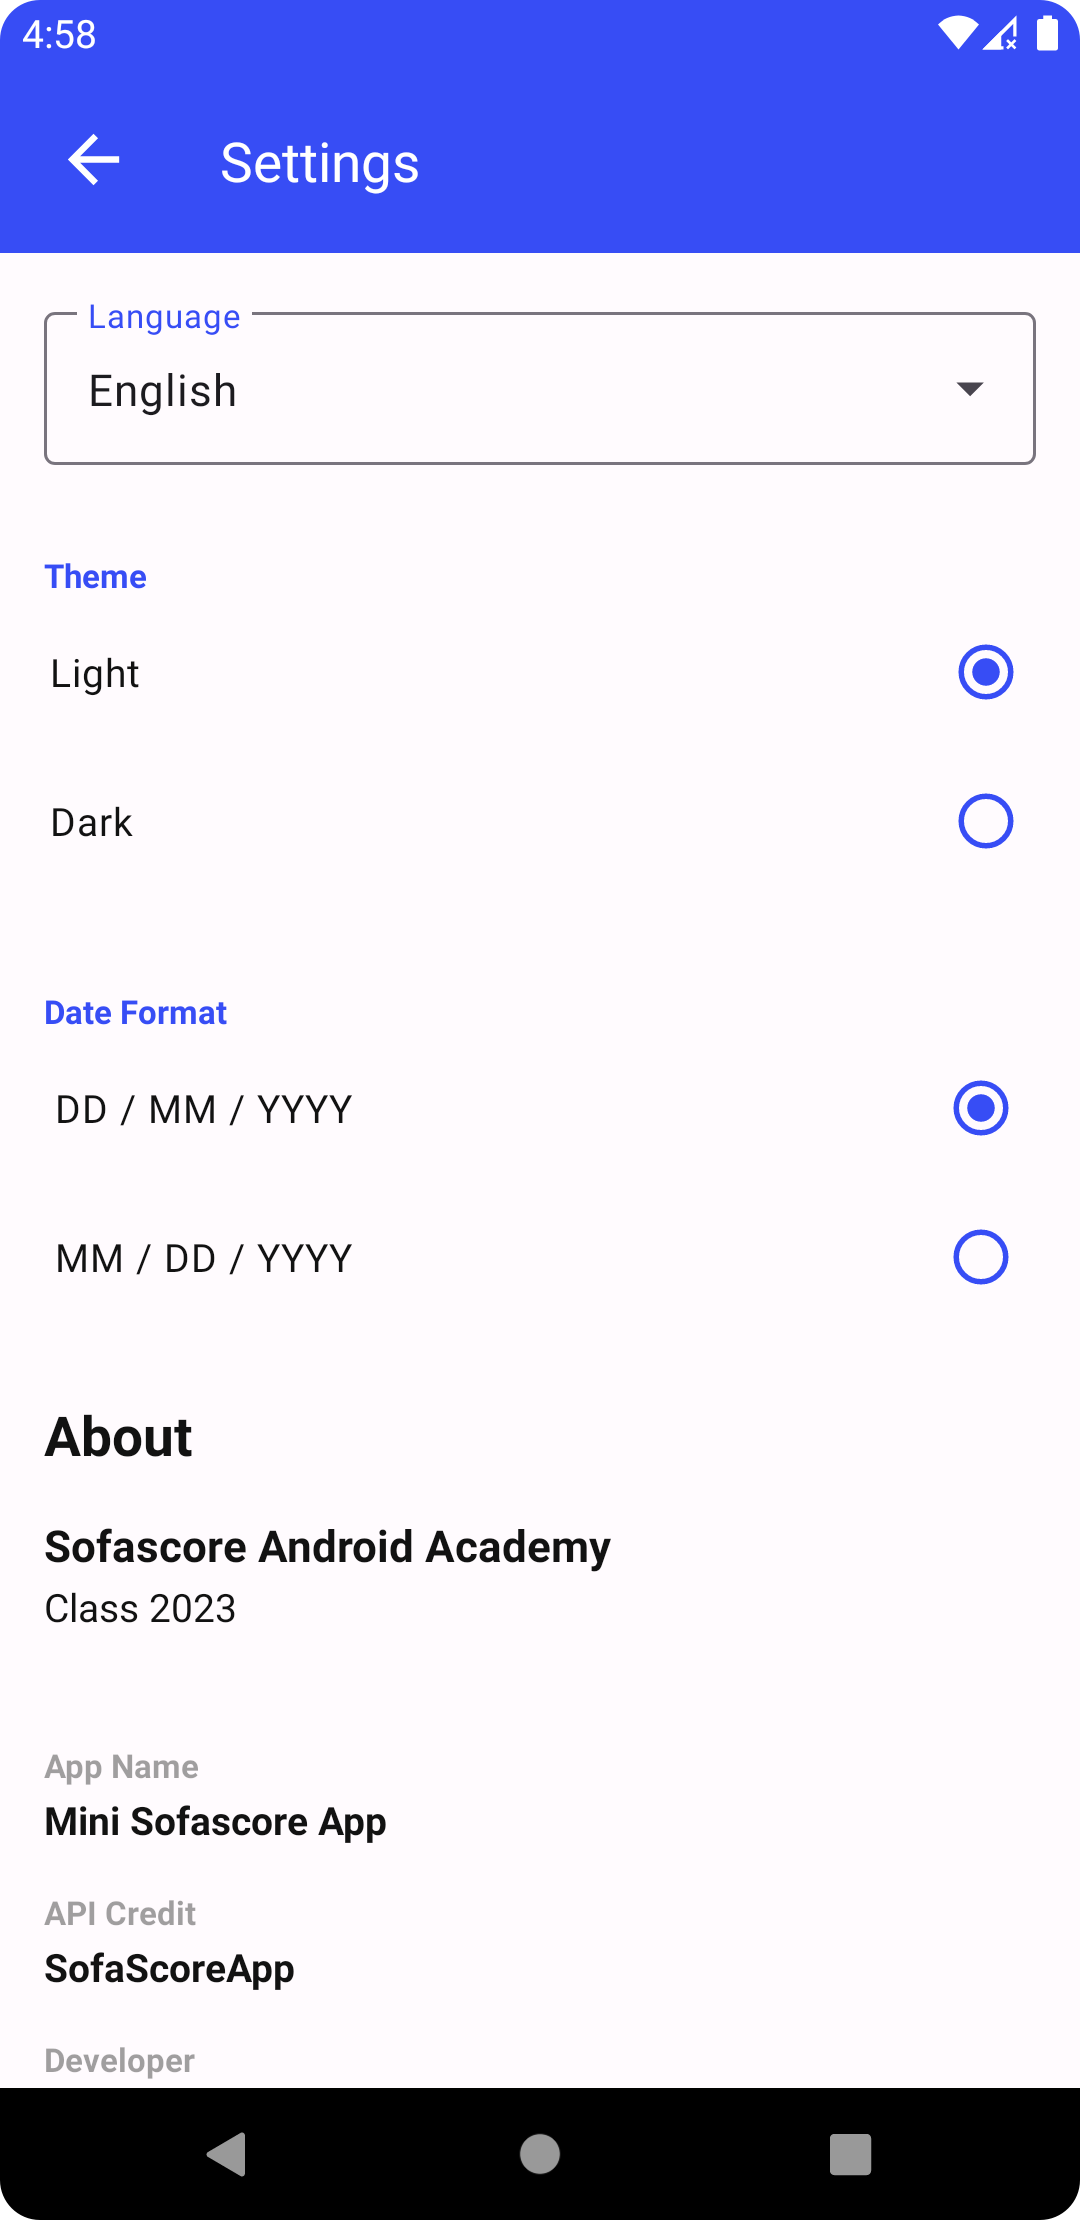 4:58
Settings
Language
English
Theme
Light
Dark
Date Format
DD / MM / YYYY
MM / DD / YYYY
About
Sofascore Android Academy
Class 2023
App Name
Mini Sofascore App
API Credit
SofaScoreApp
Developer